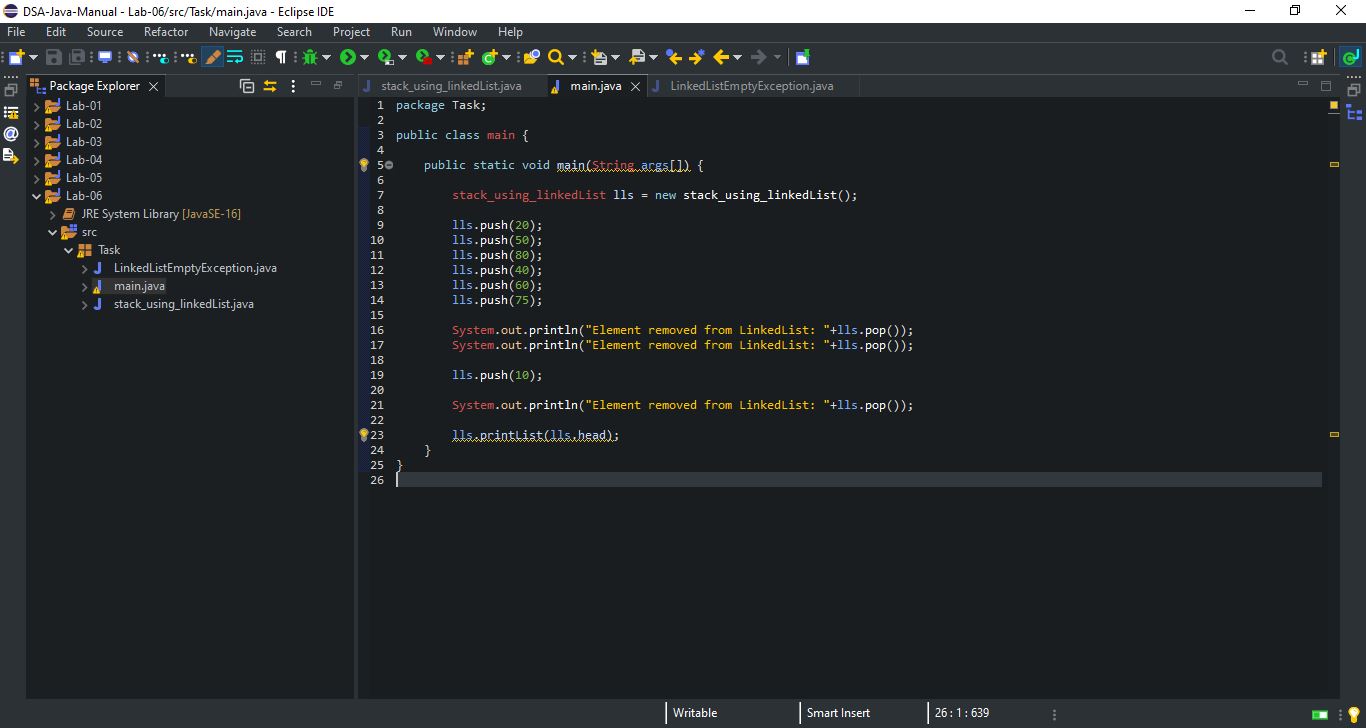 DSA-Java-Manual - Lab-06/src/Task/main.java - Eclipse IDE
File Edit Source Refactor Navigate Search Project Run Window Help
Package Explorer
Lab-01
Lab-02
Lab-03
Lab-04
Lab-05
Lab-06
JRE System Library [JavaSE-16]
src
Task
LinkedListEmptyException.java
main.java
stack_using_linkedList.java
stack_using_linkedList.java main.java LinkedListEmptyException.java
1 package Task;
2
3 public class main {
4
5 public static void main(String args[]) {
6
7 stack_using_linkedList lls = new stack_using_linkedList();
8
9 lls.push(20);
10 lls.push(50);
11 lls.push(80);
12 lls.push(40);
13 lls.push(60);
14 lls.push(75);
15
16 System.out.println("Element removed from LinkedList: "+lls.pop());
17 System.out.println("Element removed from LinkedList: "+lls.pop());
18
19 lls.push(10);
20
21 System.out.println("Element removed from LinkedList: "+lls.pop());
22
23 lls.printList(lls.head);
24 }
25 }
26
Writable Smart Insert 26 : 1 : 639